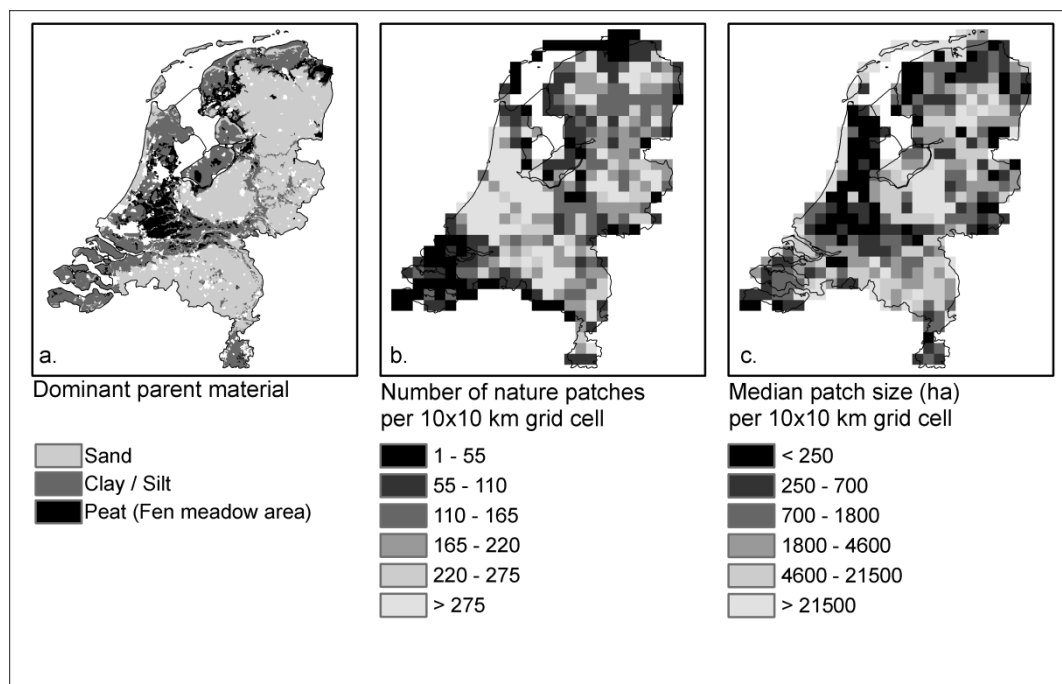 a.
Dominant parent material
Sand
Clay / Silt
Peat (Fen meadow area)
b.
Number of nature patches
per 10x10 km grid cell
1 - 55
55 - 110
110 - 165
165 - 220
220 - 275
> 275
c.
Median patch size (ha)
per 10x10 km grid cell
< 250
250 - 700
700 - 1800
1800 - 4600
4600 - 21500
> 21500